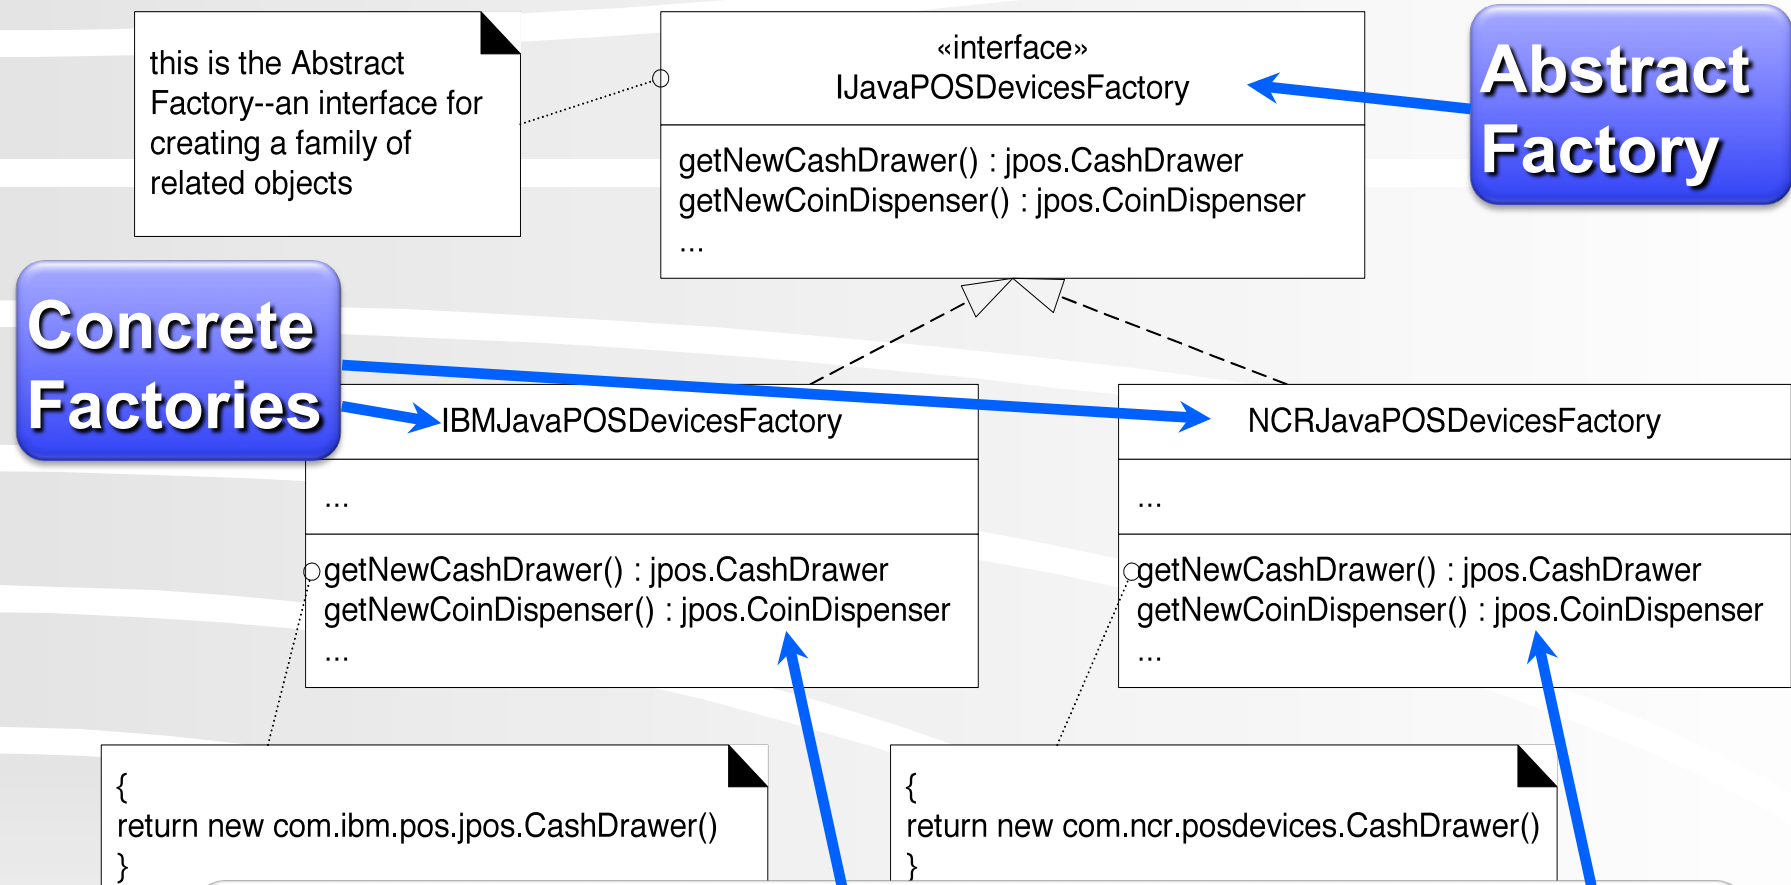 this is the Abstract
Factory--an interface for
creating a family of
related objects
«interface»
IJavaPOSDevicesFactory
getNewCashDrawer() : jpos.CashDrawer
getNewCoinDispenser() : jpos.CoinDispenser
...
Abstract
Factory
Concrete
Factories
IBMJavaPOSDevicesFactory
...
getNewCashDrawer() : jpos.CashDrawer
getNewCoinDispenser() : jpos.CoinDispenser
...
NCRJavaPOSDevicesFactory
...
getNewCashDrawer() : jpos.CashDrawer
getNewCoinDispenser() : jpos.CoinDispenser
...
{
return new com.ibm.pos.jpos.CashDrawer()
}
{
return new com.ncr.posdevices.CashDrawer()
}